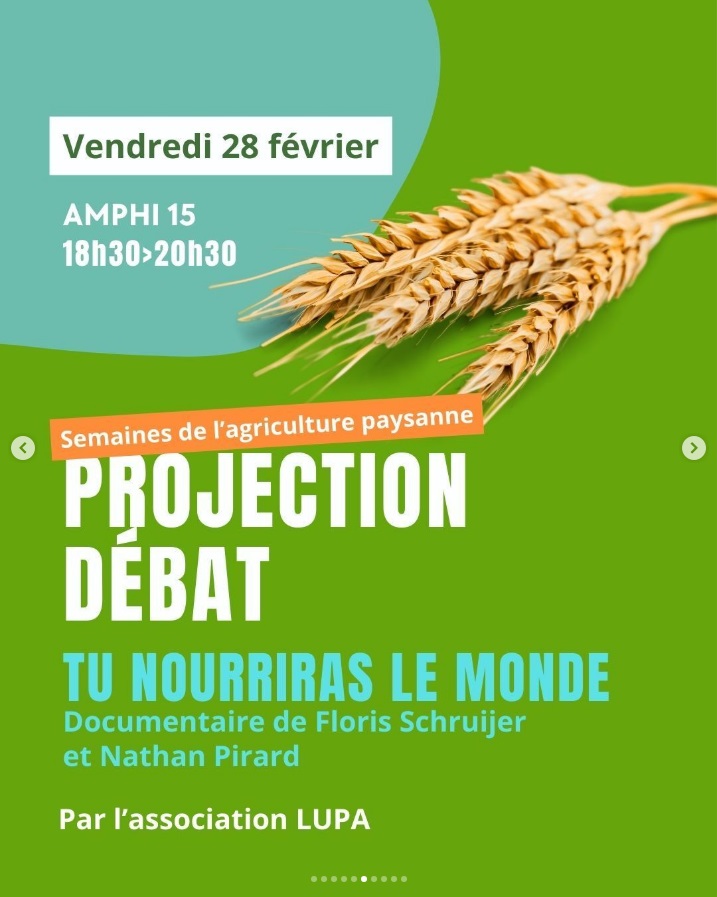 Vendredi 28 février
AMPHI 15
18h30>20h30
Semaines de l'agriculture paysanne
PROJECTION
DÉBAT
TU NOURRIRAS LE MONDE
Documentaire de Floris Schruijer
et Nathan Pirard
Par l'association LUPA